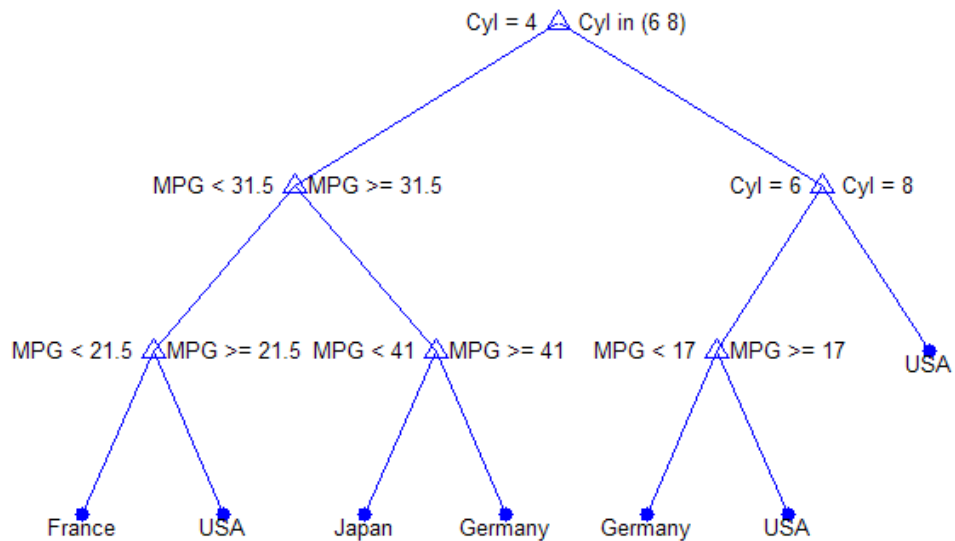 Cyl = 4 Cyl in (6 8)
MPG < 31.5 MPG >= 31.5 Cyl = 6 Cyl = 8
MPG < 21.5 MPG >= 21.5 MPG < 41 MPG >= 41 MPG < 17 MPG >= 17
USA
France USA Japan Germany Germany USA